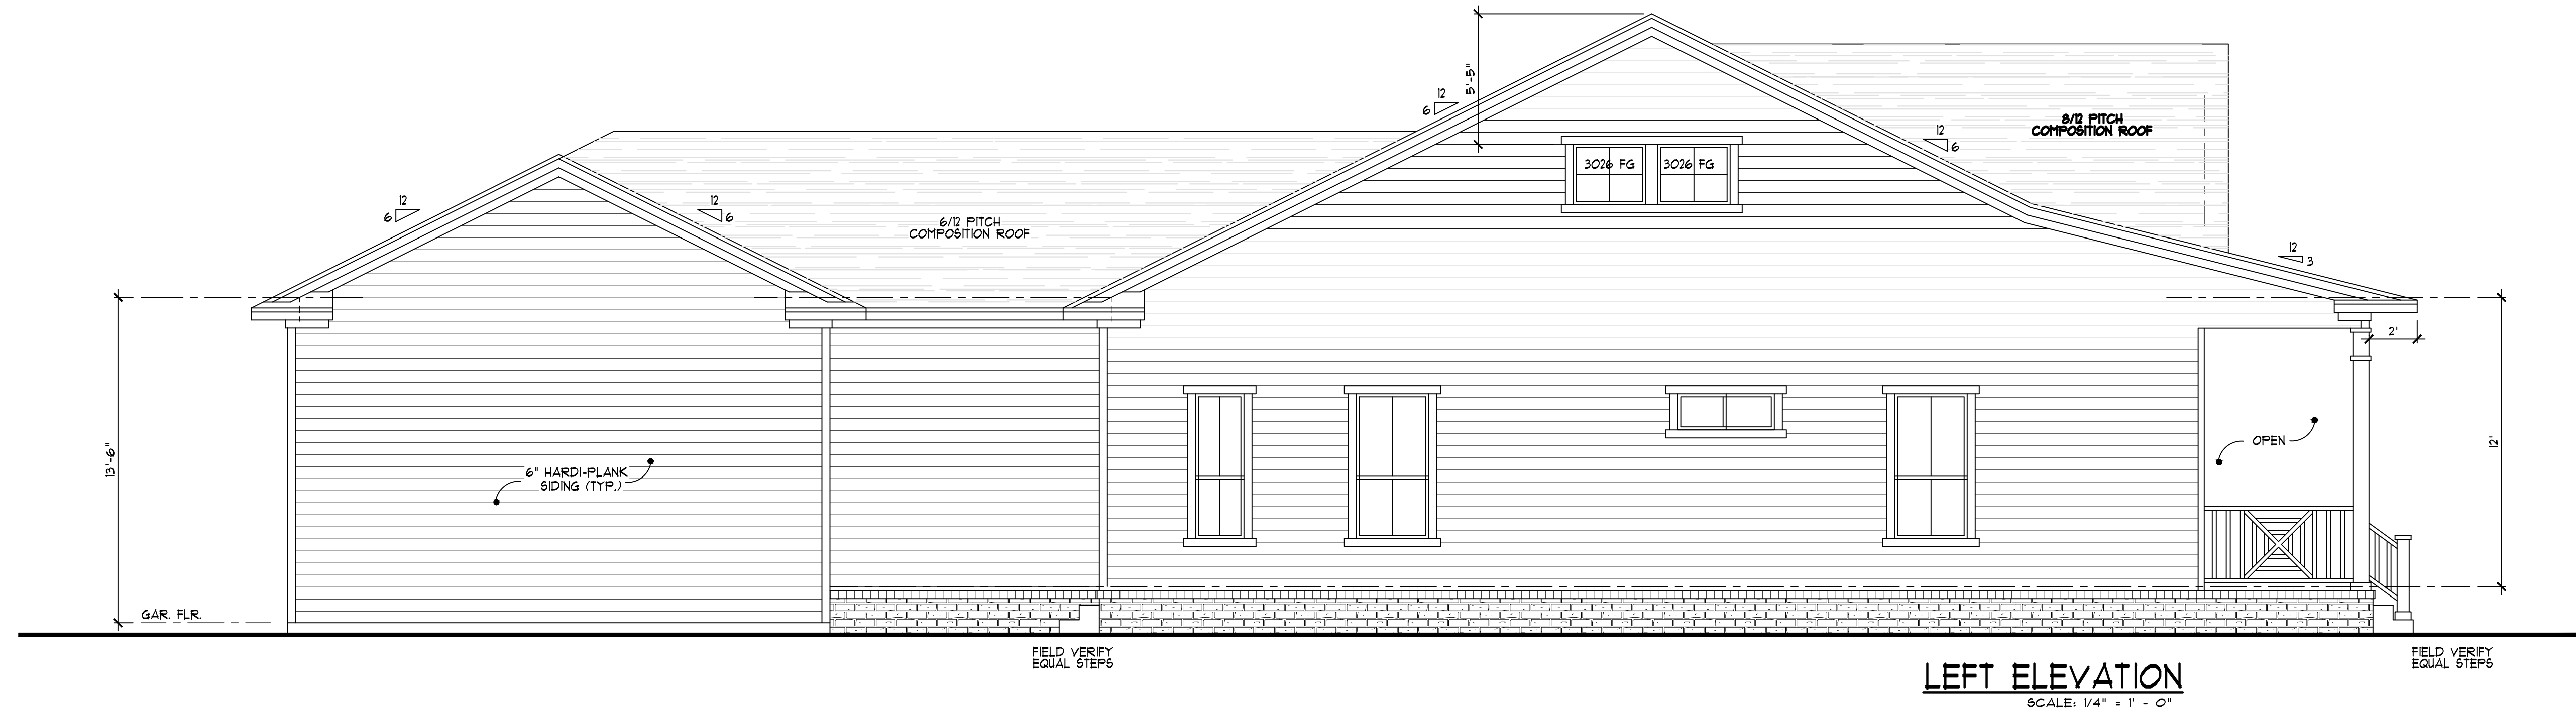 5'-5"
12
6
12
6
8/12 PITCH
COMPOSITION ROOF
3026 FG
3026 FG
12
6
12
6
6/12 PITCH
COMPOSITION ROOF
12
3
2'
13'-6"
12'
OPEN
6" HARDI-PLANK
SIDING (TYP.)
GAR. FLR.
FIELD VERIFY
EQUAL STEPS
FIELD VERIFY
EQUAL STEPS
LEFT ELEVATION
SCALE: 1/4" = 1' - 0"